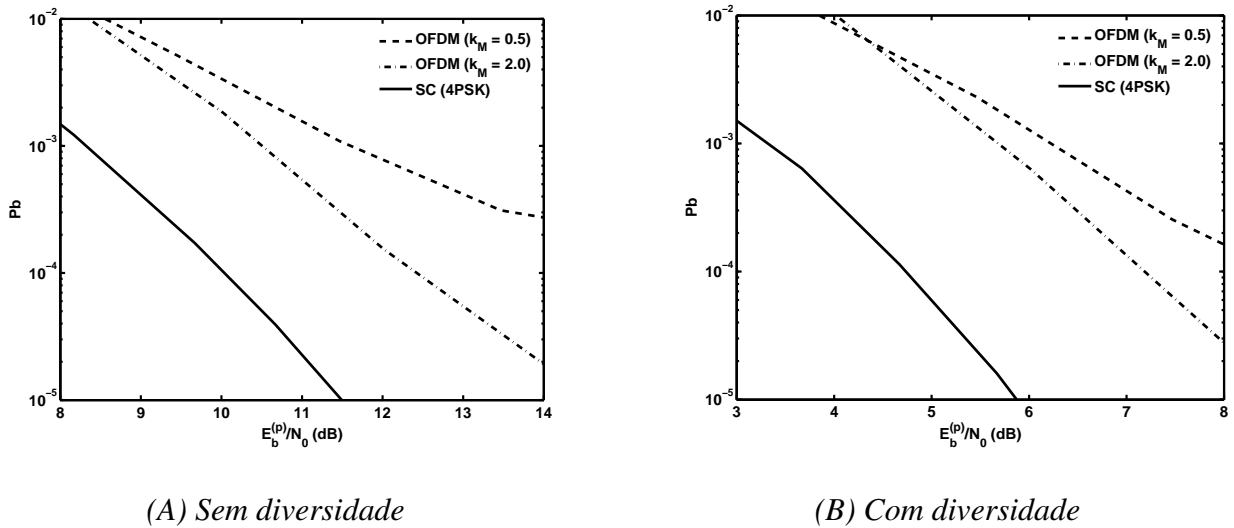 10⁻²
10⁻³
10⁻⁴
10⁻⁵
Pb
8 9 10 11 12 13 14
E_b^(p)/N_0 (dB)
OFDM (k_M = 0.5)
OFDM (k_M = 2.0)
SC (4PSK)
(A) Sem diversidade
10⁻²
10⁻³
10⁻⁴
10⁻⁵
Pb
3 4 5 6 7 8
E_b^(p)/N_0 (dB)
OFDM (k_M = 0.5)
OFDM (k_M = 2.0)
SC (4PSK)
(B) Com diversidade